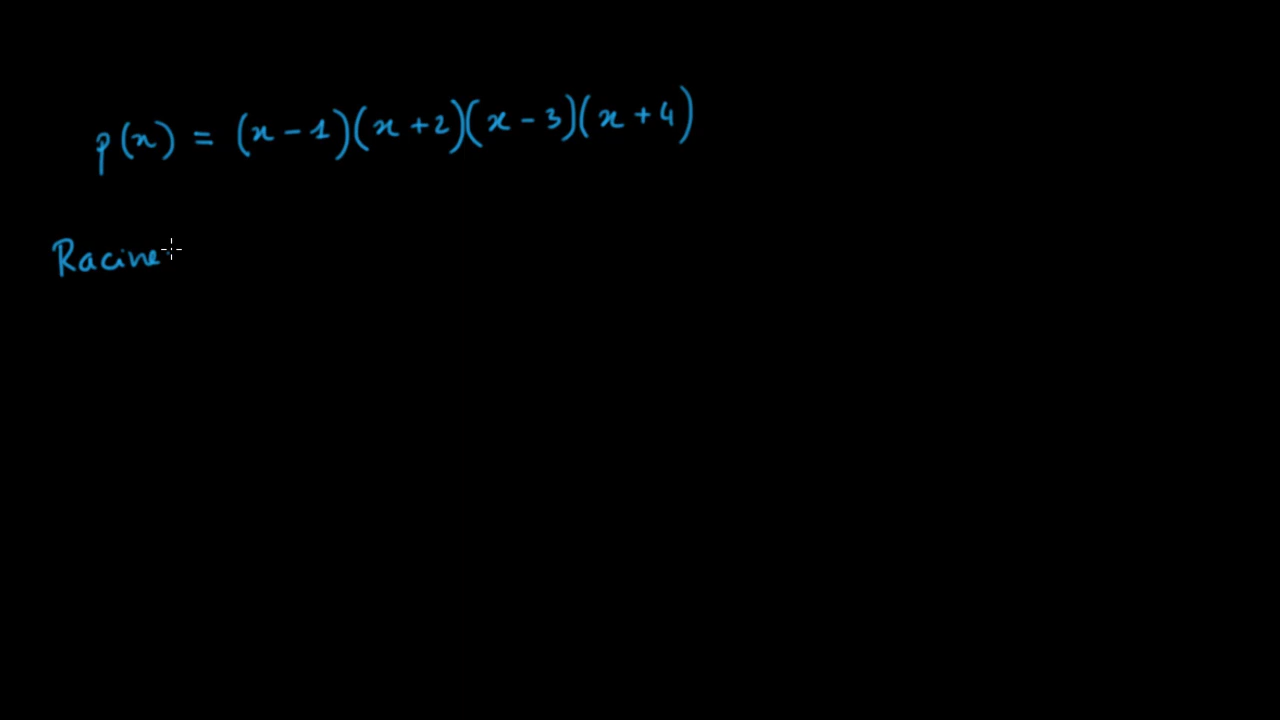 p(x) = (x - 1)(x + 2)(x - 3)(x + 4)
Racine